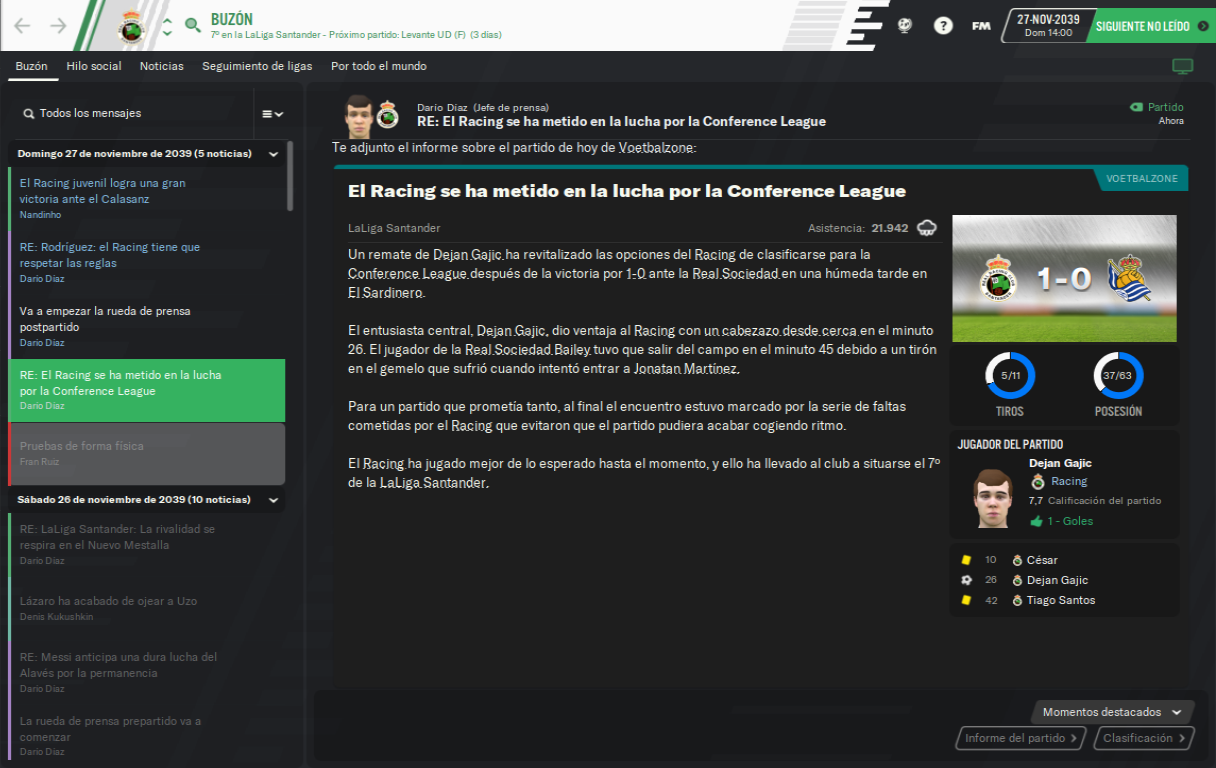 BUZÓN
7º en la LaLiga Santander - Próximo partido: Levante UD (F) (3 días)
?
FM
27-NOV-2039
Dom 14:00
SIGUIENTE NO LEÍDO
Buzón
Hilo social
Noticias
Seguimiento de ligas
Por todo el mundo
Todos los mensajes
Domingo 27 de noviembre de 2039 (5 noticias)
El Racing juvenil logra una gran
victoria ante el Calasanz
Nandinho
RE: Rodríguez: el Racing tiene que
respetar las reglas
Darío Díaz
Va a empezar la rueda de prensa
postpartido
Darío Díaz
RE: El Racing se ha metido en la lucha
por la Conference League
Darío Díaz
Pruebas de forma física
Fran Ruiz
Sábado 26 de noviembre de 2039 (10 noticias)
RE: LaLiga Santander: La rivalidad se
respira en el Nuevo Mestalla
Darío Díaz
Lázaro ha acabado de ojear a Uzo
Denis Kukushkin
RE: Messi anticipa una dura lucha del
Alavés por la permanencia
Darío Díaz
La rueda de prensa prepartido va a
comenzar
Darío Díaz
Darío Díaz (Jefe de prensa)
RE: El Racing se ha metido en la lucha por la Conference League
Partido
Ahora
Te adjunto el informe sobre el partido de hoy de Voetbalzone:
VOETBALZONE
El Racing se ha metido en la lucha por la Conference League
LaLiga Santander
Asistencia: 21.942
Un remate de Dejan Gajic ha revitalizado las opciones del Racing de clasificarse para la
Conference League después de la victoria por 1-0 ante la Real Sociedad en una húmeda tarde en
El Sardinero.
El entusiasta central, Dejan Gajic, dio ventaja al Racing con un cabezazo desde cerca en el minuto
26. El jugador de la Real Sociedad Bailey tuvo que salir del campo en el minuto 45 debido a un tirón
en el gemelo que sufrió cuando intentó entrar a Jonatan Martínez.
Para un partido que prometía tanto, al final el encuentro estuvo marcado por la serie de faltas
cometidas por el Racing que evitaron que el partido pudiera acabar cogiendo ritmo.
El Racing ha jugado mejor de lo esperado hasta el momento, y ello ha llevado al club a situarse el 7º
de la LaLiga Santander.
1-0
5/11
TIROS
37/63
POSESIÓN
JUGADOR DEL PARTIDO
Dejan Gajic
Racing
7,7 Calificación del partido
1 - Goles
10 César
26 Dejan Gajic
42 Tiago Santos
Momentos destacados
Informe del partido
Clasificación